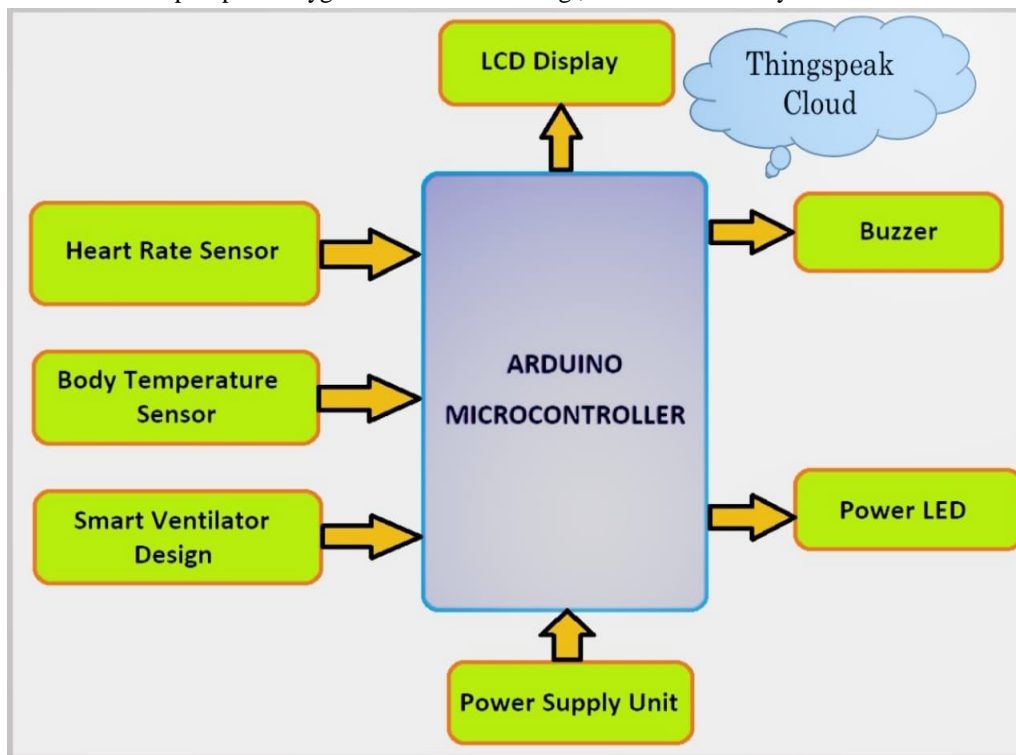 LCD Display
Thingspeak
Cloud
Heart Rate Sensor
Buzzer
Body Temperature
Sensor
ARDUINO
MICROCONTROLLER
Smart Ventilator
Design
Power LED
Power Supply Unit